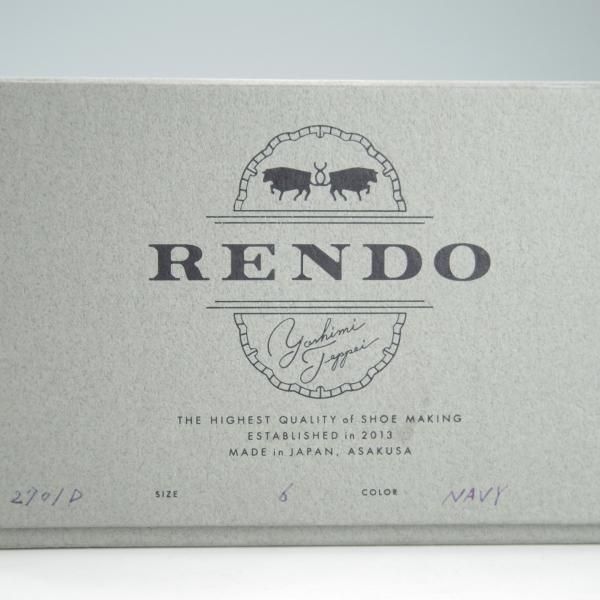 RENDO
Yoshimi
Teppei
THE HIGHEST QUALITY of SHOE MAKING
ESTABLISHED in 2013
MADE in JAPAN, ASAKUSA
2701D SIZE 6 COLOR NAVY